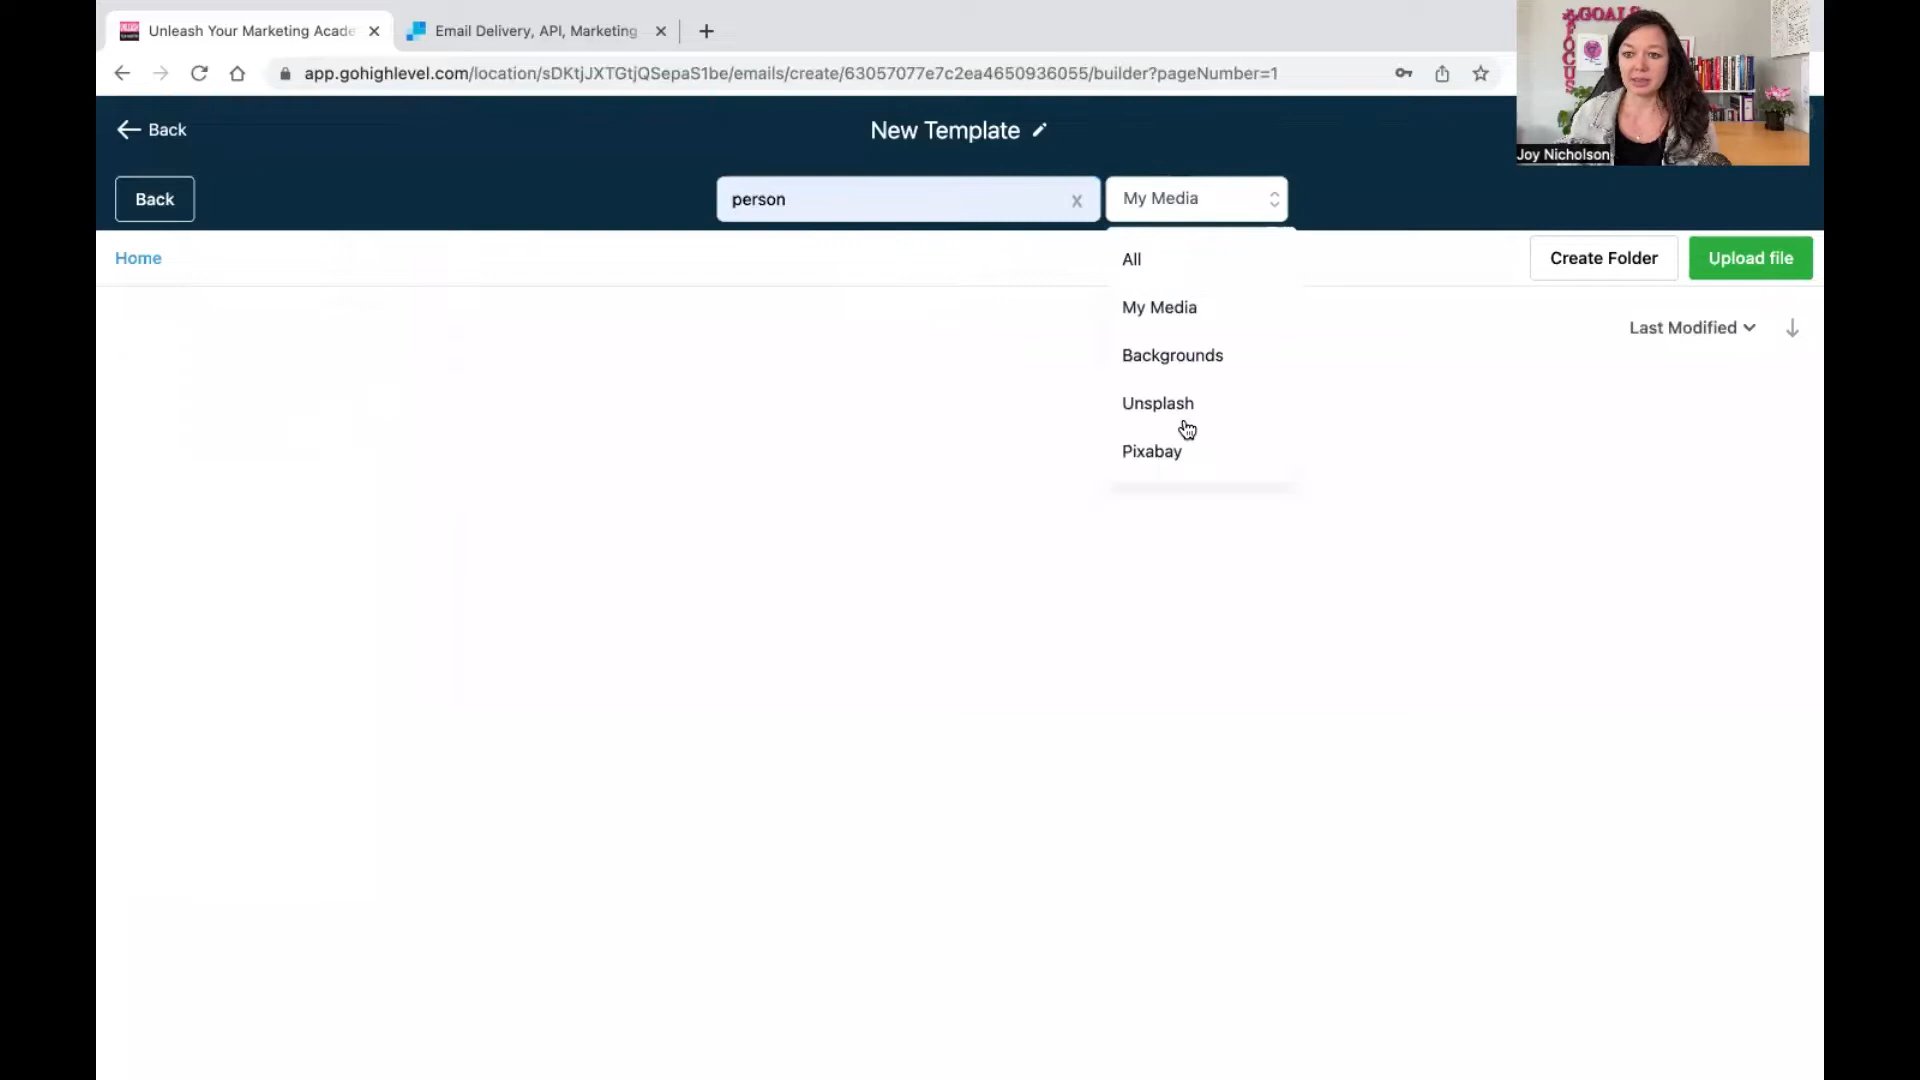 Unleash Your Marketing Acade
Email Delivery, API, Marketing
app.gohighlevel.com/location/sDKtjJXTGtjQSepaS1be/emails/create/63057077e7c2ea4650936055/builder?pageNumber=1
GOALS
FOCUS
Joy Nicholson
Back
New Template
Back
person
x
My Media
Home
Create Folder
Upload file
All
My Media
Backgrounds
Unsplash
Pixabay
Last Modified